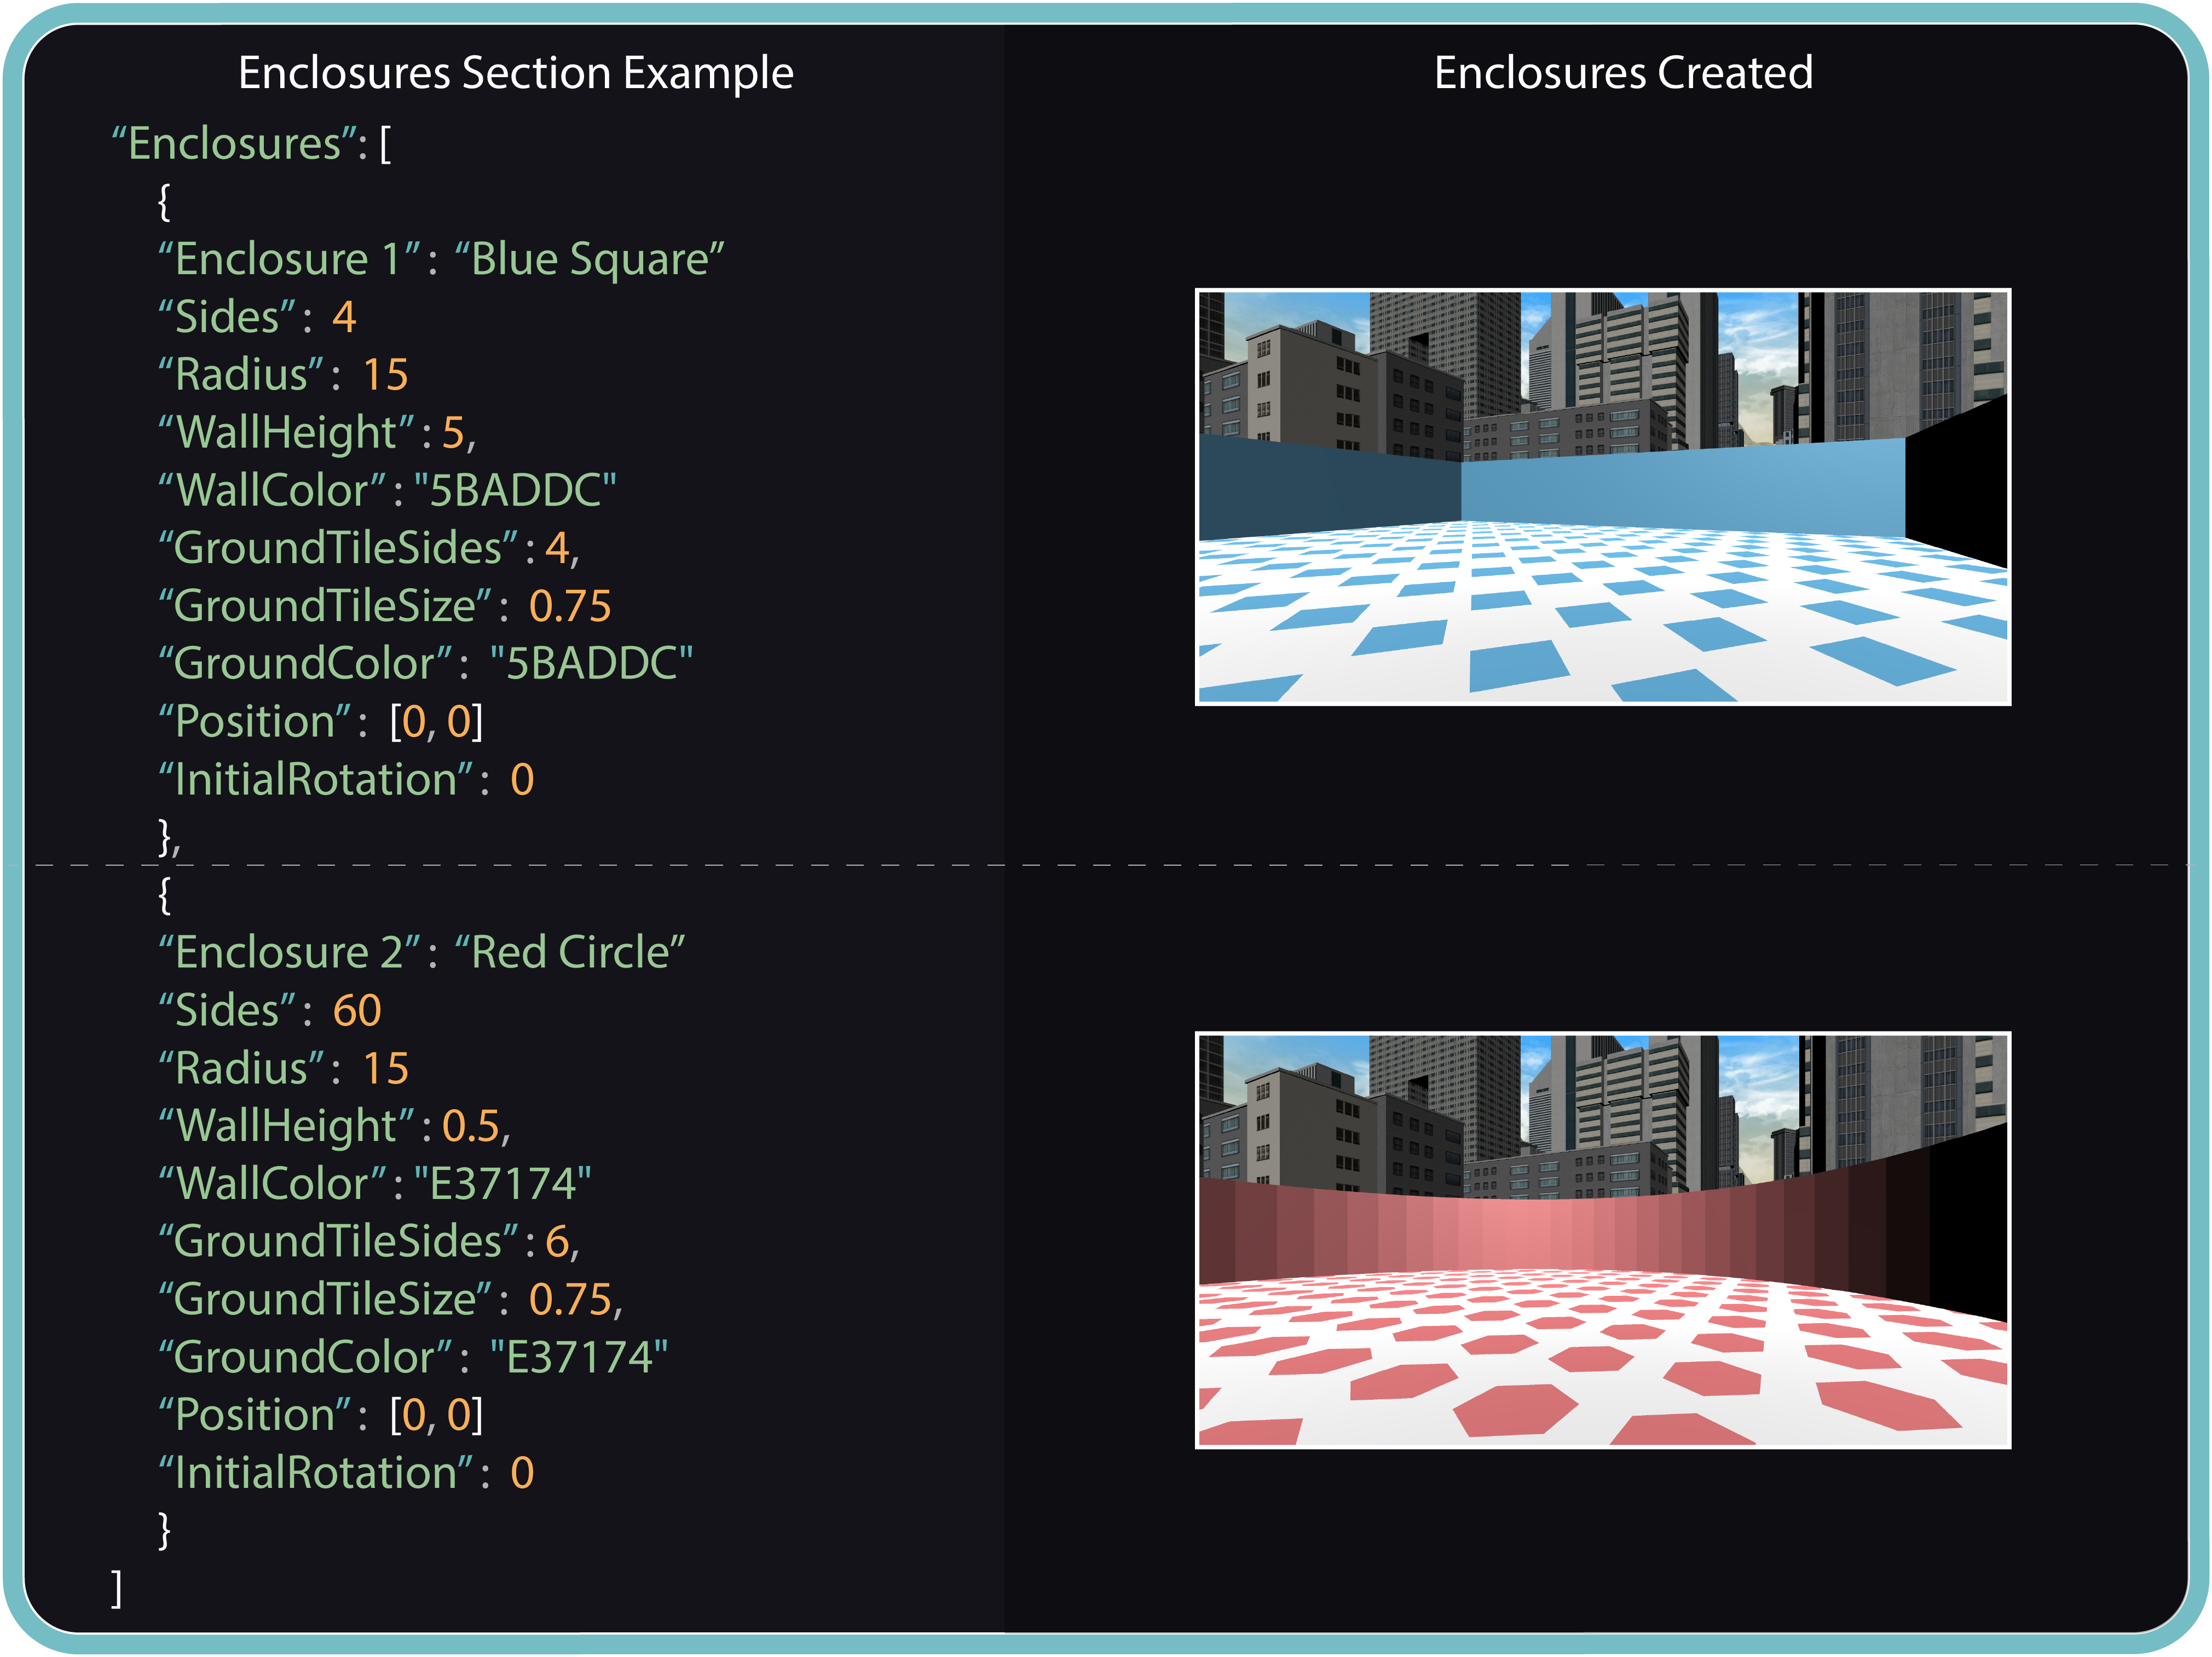 Enclosures Section Example
Enclosures Created
“Enclosures”: [
{
“Enclosure 1”: “Blue Square”
“Sides”: 4
“Radius”: 15
“WallHeight”: 5,
“WallColor”: "5BADDC"
“GroundTileSides”: 4,
“GroundTileSize”: 0.75
“GroundColor”: "5BADDC"
“Position”: [0, 0]
“InitialRotation”: 0
},
{
“Enclosure 2”: “Red Circle”
“Sides”: 60
“Radius”: 15
“WallHeight”: 0.5,
“WallColor”: "E37174"
“GroundTileSides”: 6,
“GroundTileSize”: 0.75,
“GroundColor”: "E37174"
“Position”: [0, 0]
“InitialRotation”: 0
}
]